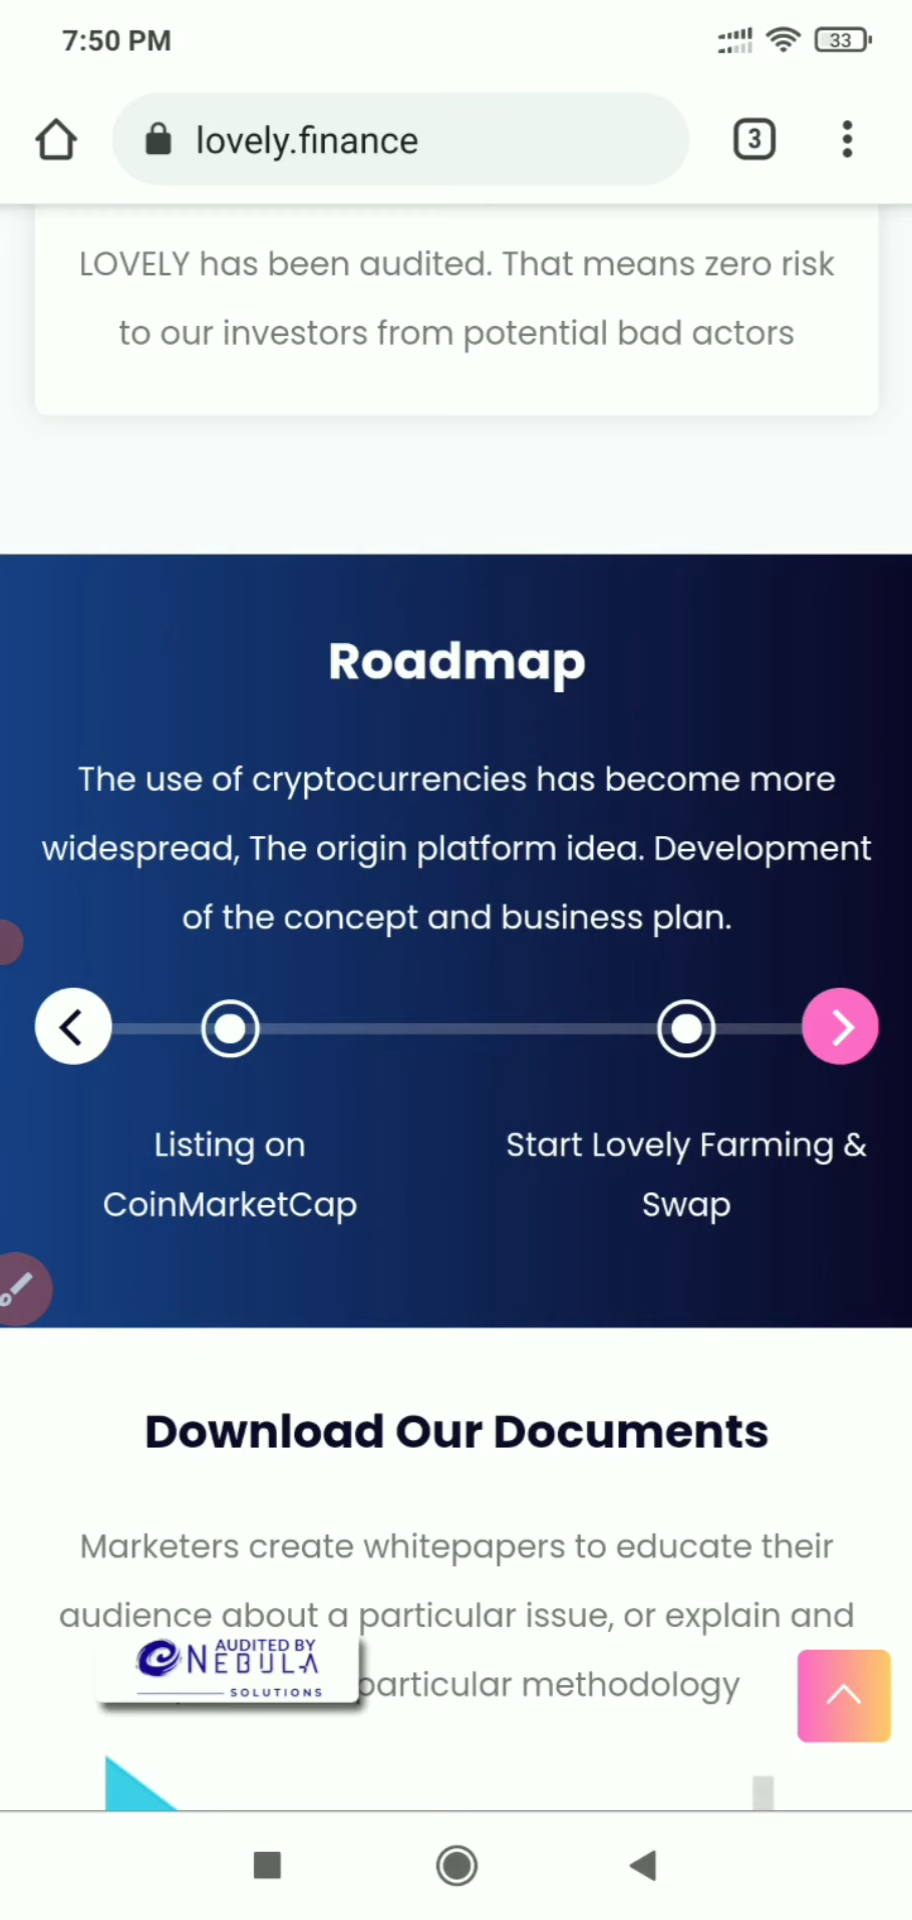 7:50 PM
33
lovely.finance
3
LOVELY has been audited. That means zero risk
to our investors from potential bad actors
Roadmap
The use of cryptocurrencies has become more
widespread, The origin platform idea. Development
of the concept and business plan.
Listing on
CoinMarketCap
Start Lovely Farming &
Swap
Download Our Documents
Marketers create whitepapers to educate their
audience about a particular issue, or explain and
particular methodology
AUDITED BY
NEBULA
SOLUTIONS